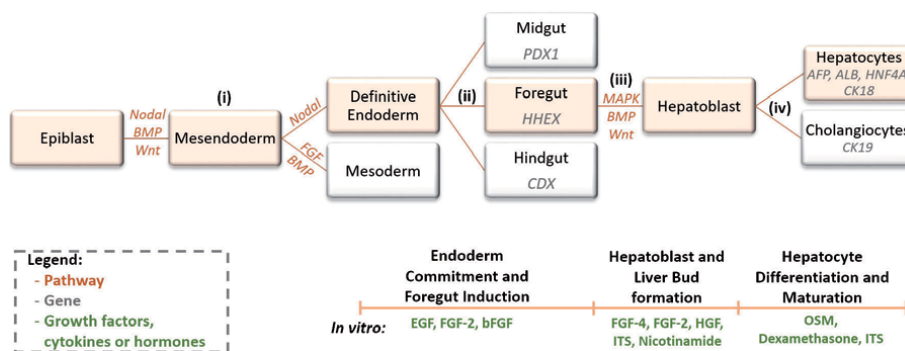 Midgut
PDX1
(i)
(ii)
(iii)
(iv)
Epiblast
Nodal
BMP
Wnt
Mesendoderm
Nodal
FGF
BMP
Definitive
Endoderm
Mesoderm
Foregut
HHEX
Hindgut
CDX
MAPK
BMP
Wnt
Hepatoblast
Hepatocytes
AFP, ALB, HNF4A
CK18
Cholangiocytes
CK19
Legend:
- Pathway
- Gene
- Growth factors,
cytokines or hormones
Endoderm
Commitment and
Foregut Induction
Hepatoblast and
Liver Bud
formation
Hepatocyte
Differentiation and
Maturation
In vitro:
EGF, FGF-2, bFGF
FGF-4, FGF-2, HGF,
ITS, Nicotinamide
OSM,
Dexamethasone, ITS